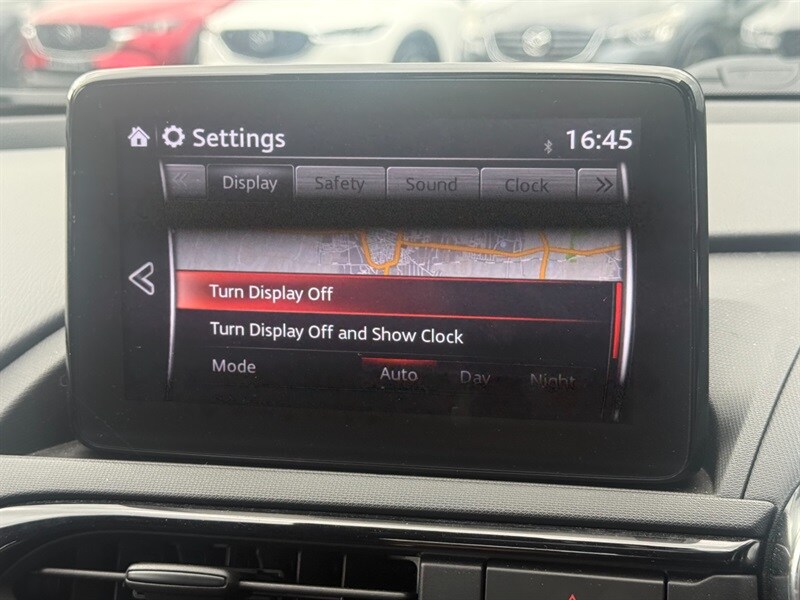 Settings 16:45
« Display Safety Sound Clock »
Turn Display Off
Turn Display Off and Show Clock
Mode Auto Day Night